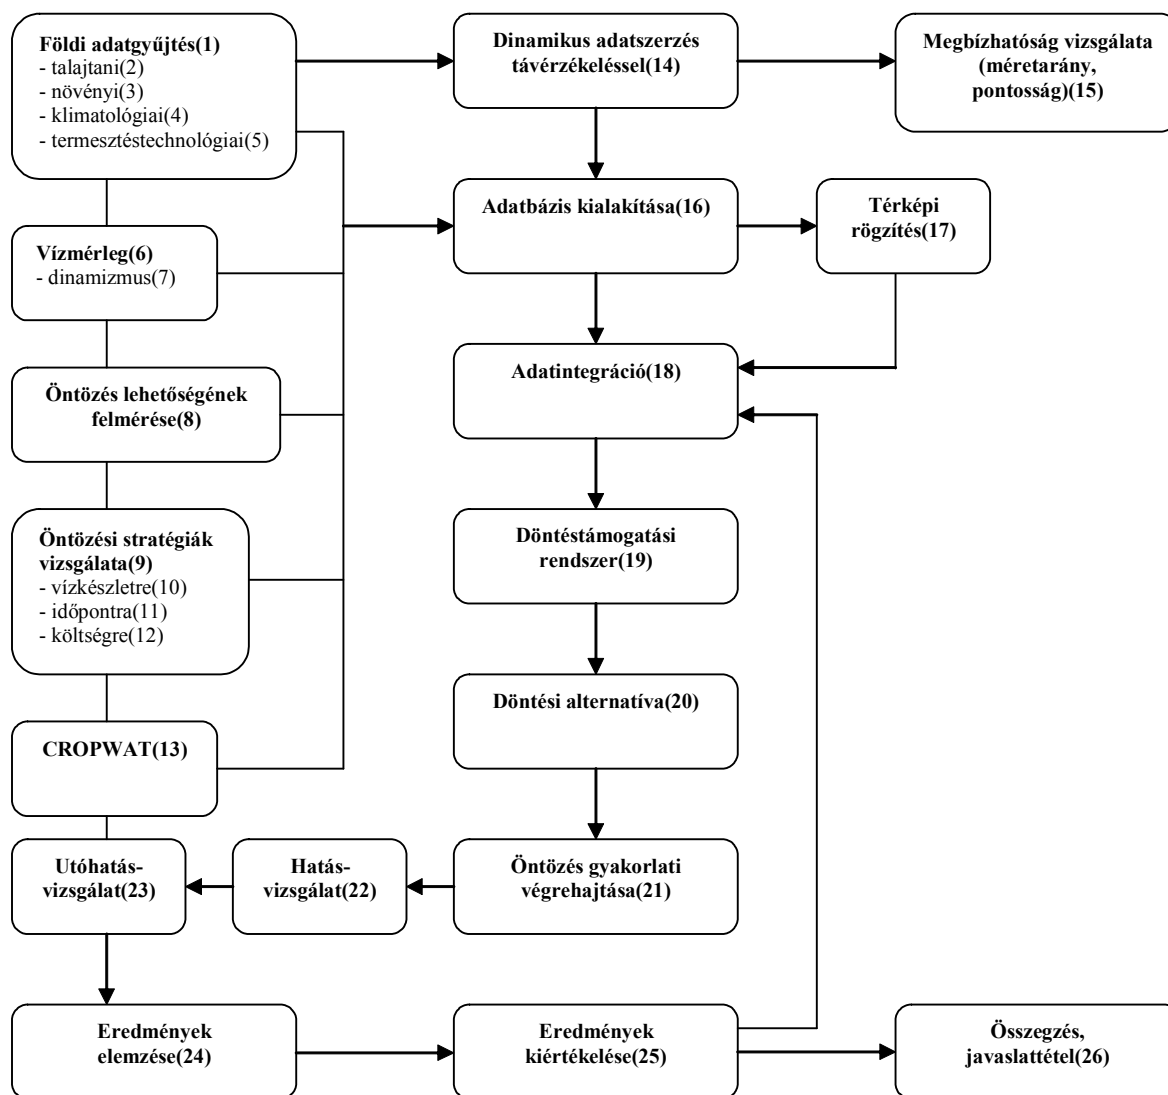 Földi adatgyűjtés(1)
- talajtani(2)
- növényi(3)
- klimatológiai(4)
- termesztéstechnológiai(5)
Dinamikus adatszerzés
távérzékeléssel(14)
Megbízhatóság vizsgálata
(méretarány,
pontosság)(15)
Adatbázis kialakítása(16)
Térképi
rögzítés(17)
Vízmérleg(6)
- dinamizmus(7)
Adatintegráció(18)
Öntözés lehetőségének
felmérése(8)
Öntözési stratégiák
vizsgálata(9)
- vízkészletre(10)
- időpontra(11)
- költségre(12)
Döntéstámogatási
rendszer(19)
Döntési alternatíva(20)
CROPWAT(13)
Utóhatás-
vizsgálat(23)
Hatás-
vizsgálat(22)
Öntözés gyakorlati
végrehajtása(21)
Eredmények
elemzése(24)
Eredmények
kiértékelése(25)
Összegzés,
javaslattétel(26)